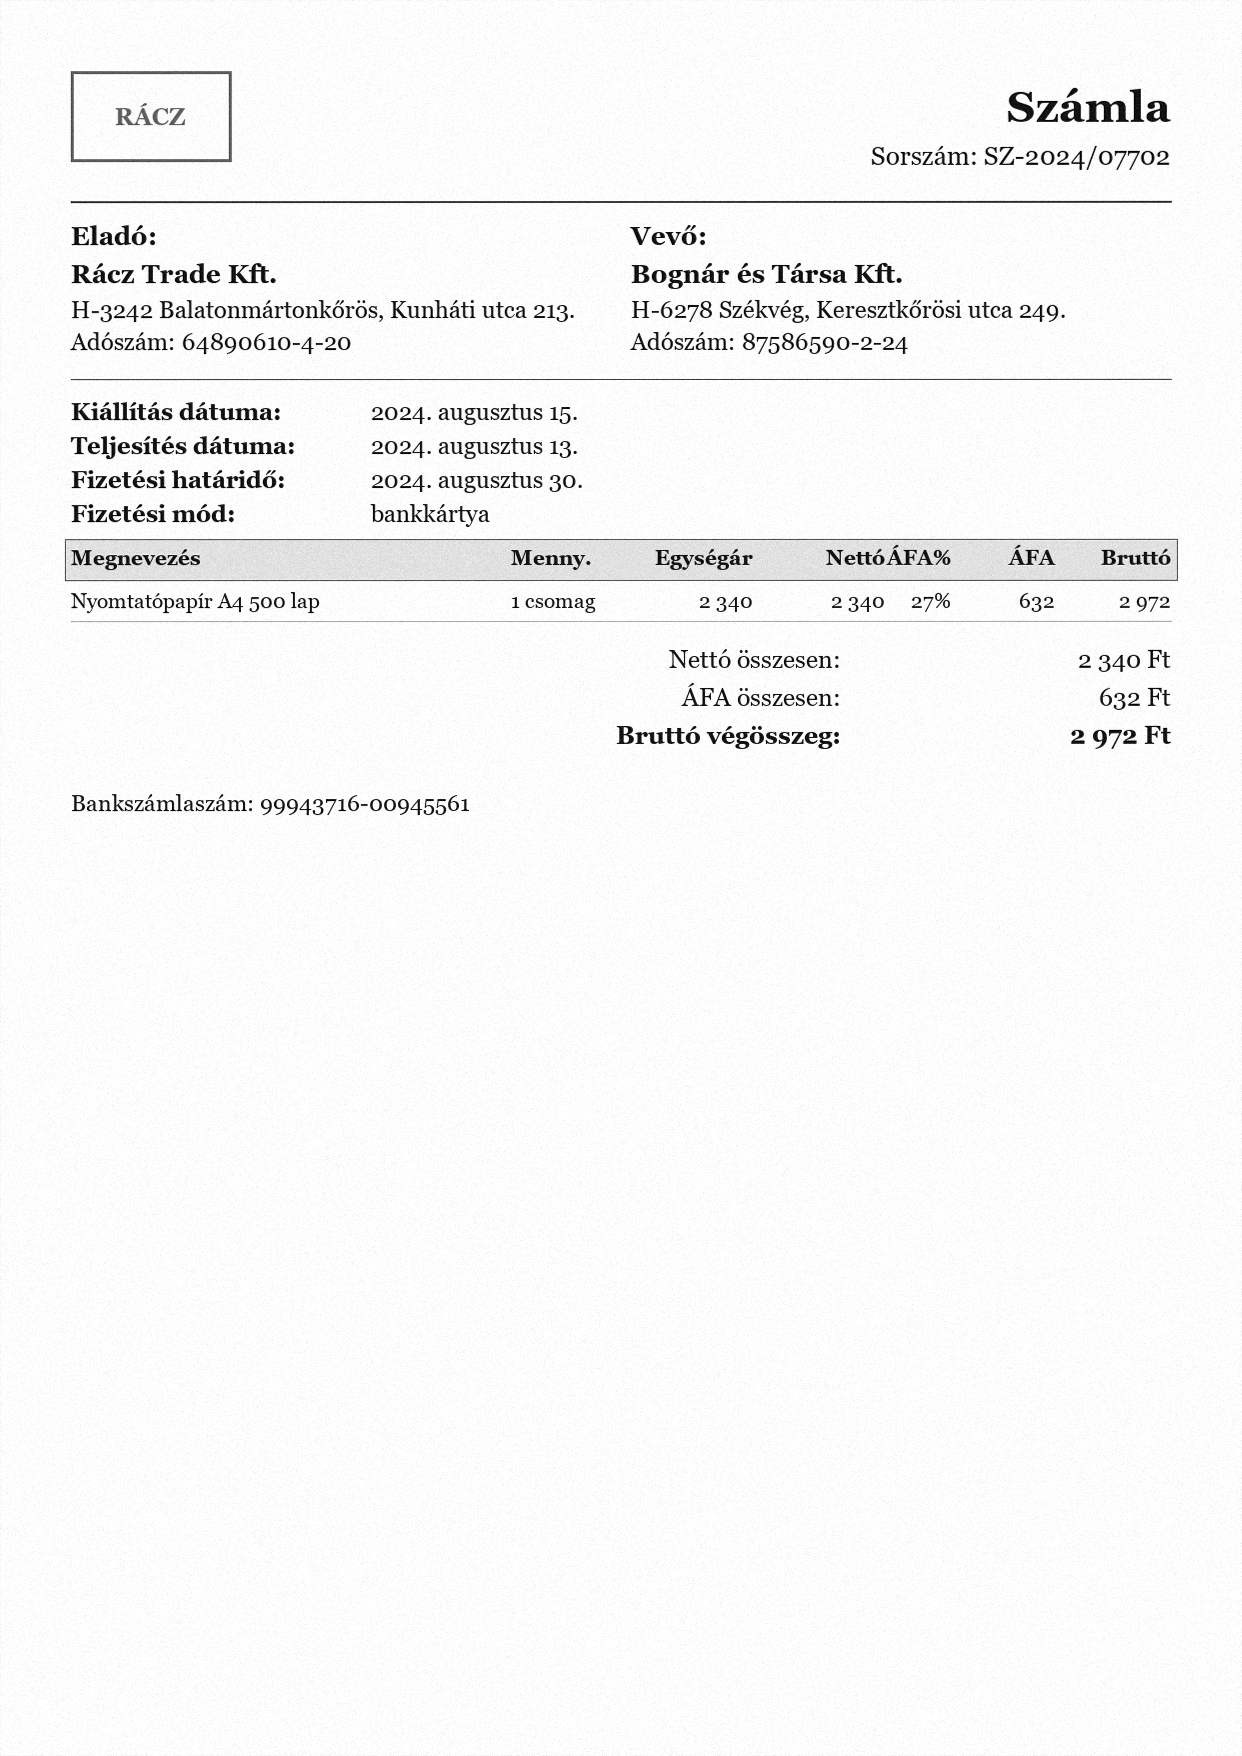 RÁCZ
Számla
Sorszám: SZ-2024/07702
Eladó:
Rácz Trade Kft.
H-3242 Balatonmártonkőrös, Kunháti utca 213.
Adószám: 64890610-4-20
Vevő:
Bognár és Társa Kft.
H-6278 Székvég, Keresztkőrösi utca 249.
Adószám: 87586590-2-24
Kiállítás dátuma: 2024. augusztus 15.
Teljesítés dátuma: 2024. augusztus 13.
Fizetési határidő: 2024. augusztus 30.
Fizetési mód: bankkártya
Megnevezés Menny. Egységár Nettó ÁFA% ÁFA Bruttó
Nyomtatópapír A4 500 lap 1 csomag 2 340 2 340 27% 632 2 972
Nettó összesen: 2 340 Ft
ÁFA összesen: 632 Ft
Bruttó végösszeg: 2 972 Ft
Bankszámlaszám: 99943716-00945561